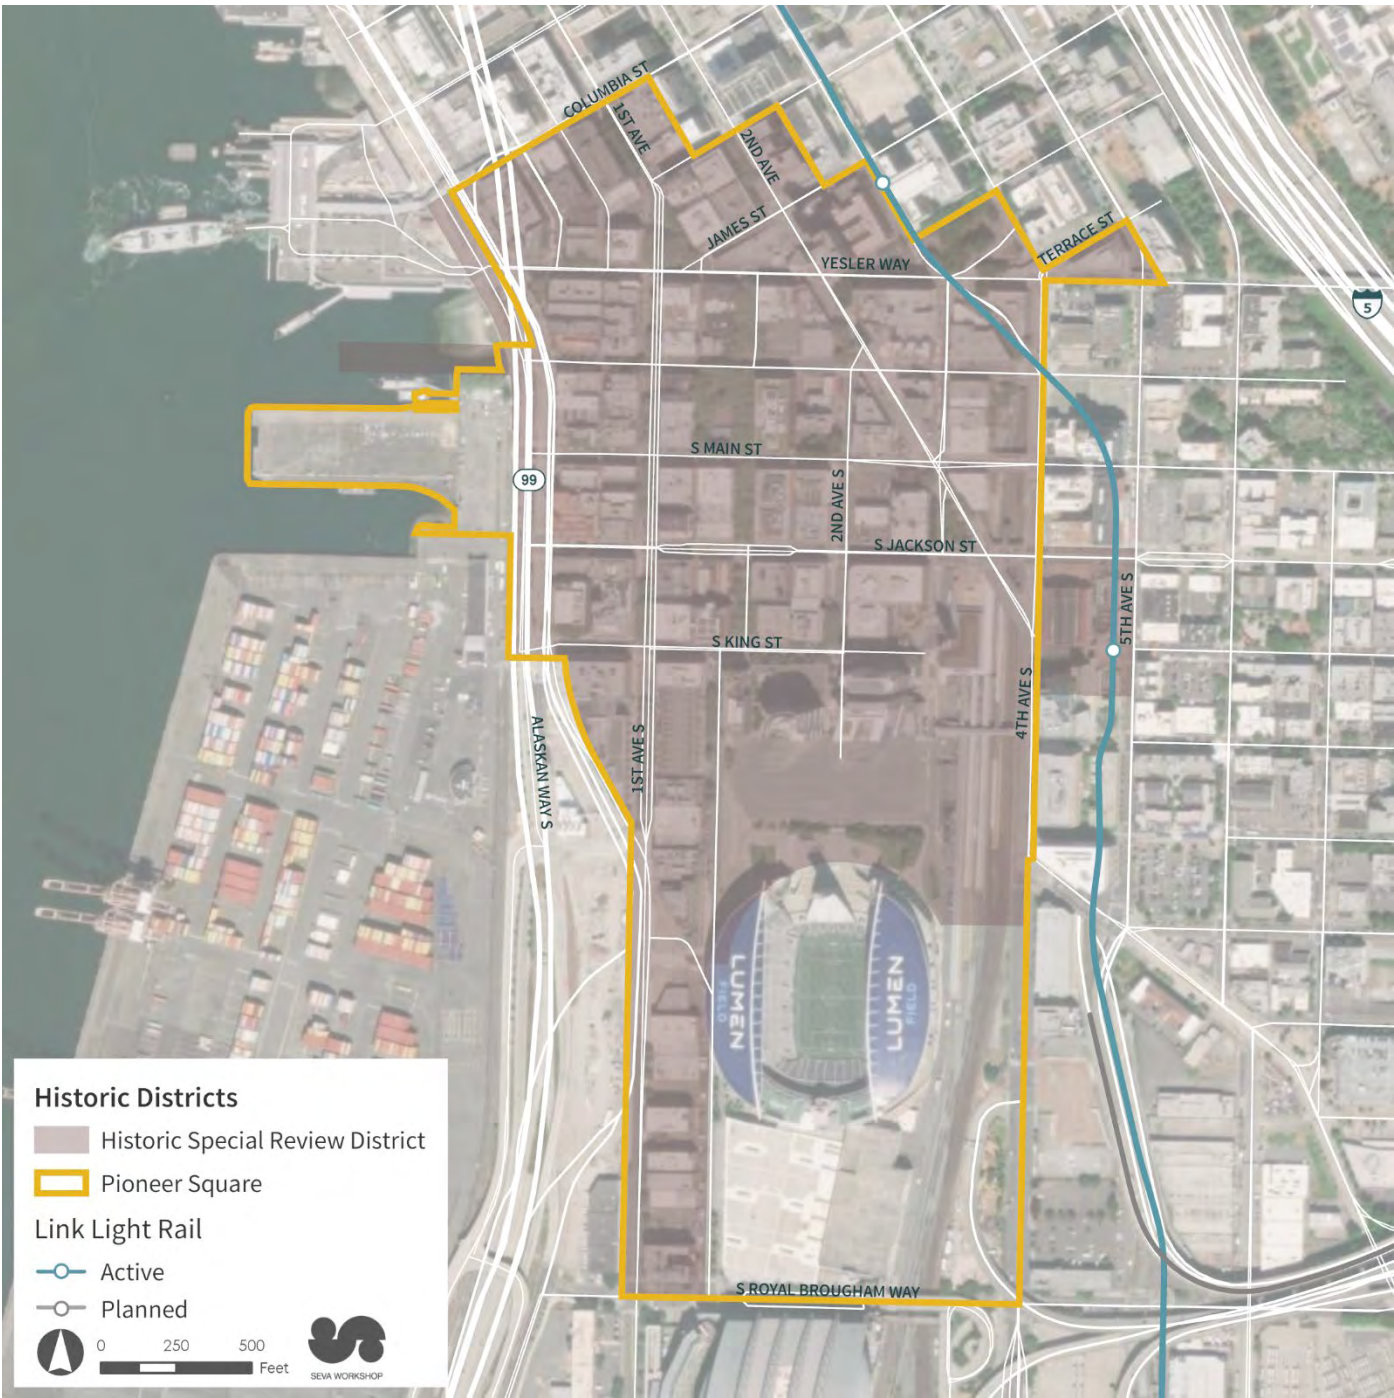 COLUMBIA ST
1ST AVE
2ND AVE
JAMES ST
TERRACE ST
YESLER WAY
5
S MAIN ST
99
2ND AVE S
S JACKSON ST
5TH AVE S
S KING ST
4TH AVE S
ALASKAN WAY S
1ST AVE S
LUMEN
FIELD
LUMEN
FIELD
S ROYAL BROUGHAM WAY
Historic Districts
Historic Special Review District
Pioneer Square
Link Light Rail
Active
Planned
0 250 500
Feet
SEVA WORKSHOP